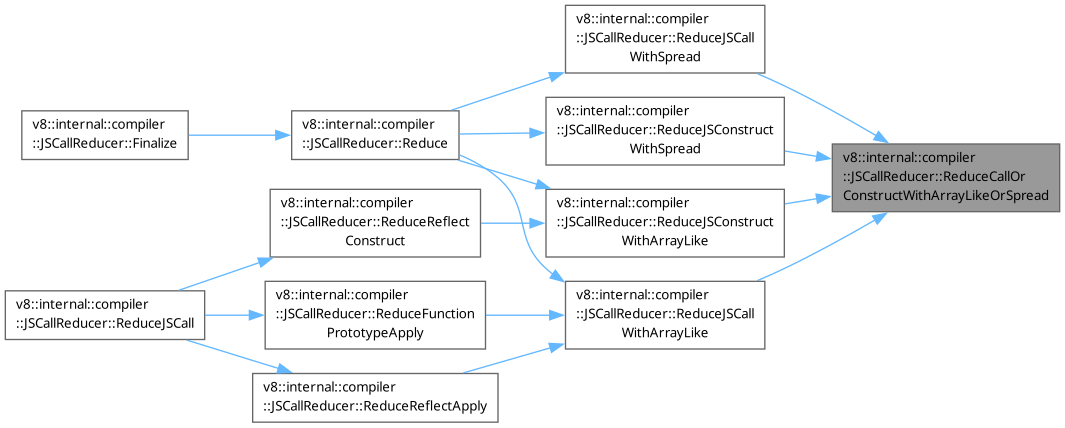 v8::internal::compiler
::JSCallReducer::ReduceJSCall
WithSpread
v8::internal::compiler
::JSCallReducer::Finalize
v8::internal::compiler
::JSCallReducer::Reduce
v8::internal::compiler
::JSCallReducer::ReduceJSConstruct
WithSpread
v8::internal::compiler
::JSCallReducer::ReduceCallOr
ConstructWithArrayLikeOrSpread
v8::internal::compiler
::JSCallReducer::ReduceReflect
Construct
v8::internal::compiler
::JSCallReducer::ReduceJSConstruct
WithArrayLike
v8::internal::compiler
::JSCallReducer::ReduceJSCall
v8::internal::compiler
::JSCallReducer::ReduceFunction
PrototypeApply
v8::internal::compiler
::JSCallReducer::ReduceJSCall
WithArrayLike
v8::internal::compiler
::JSCallReducer::ReduceReflectApply